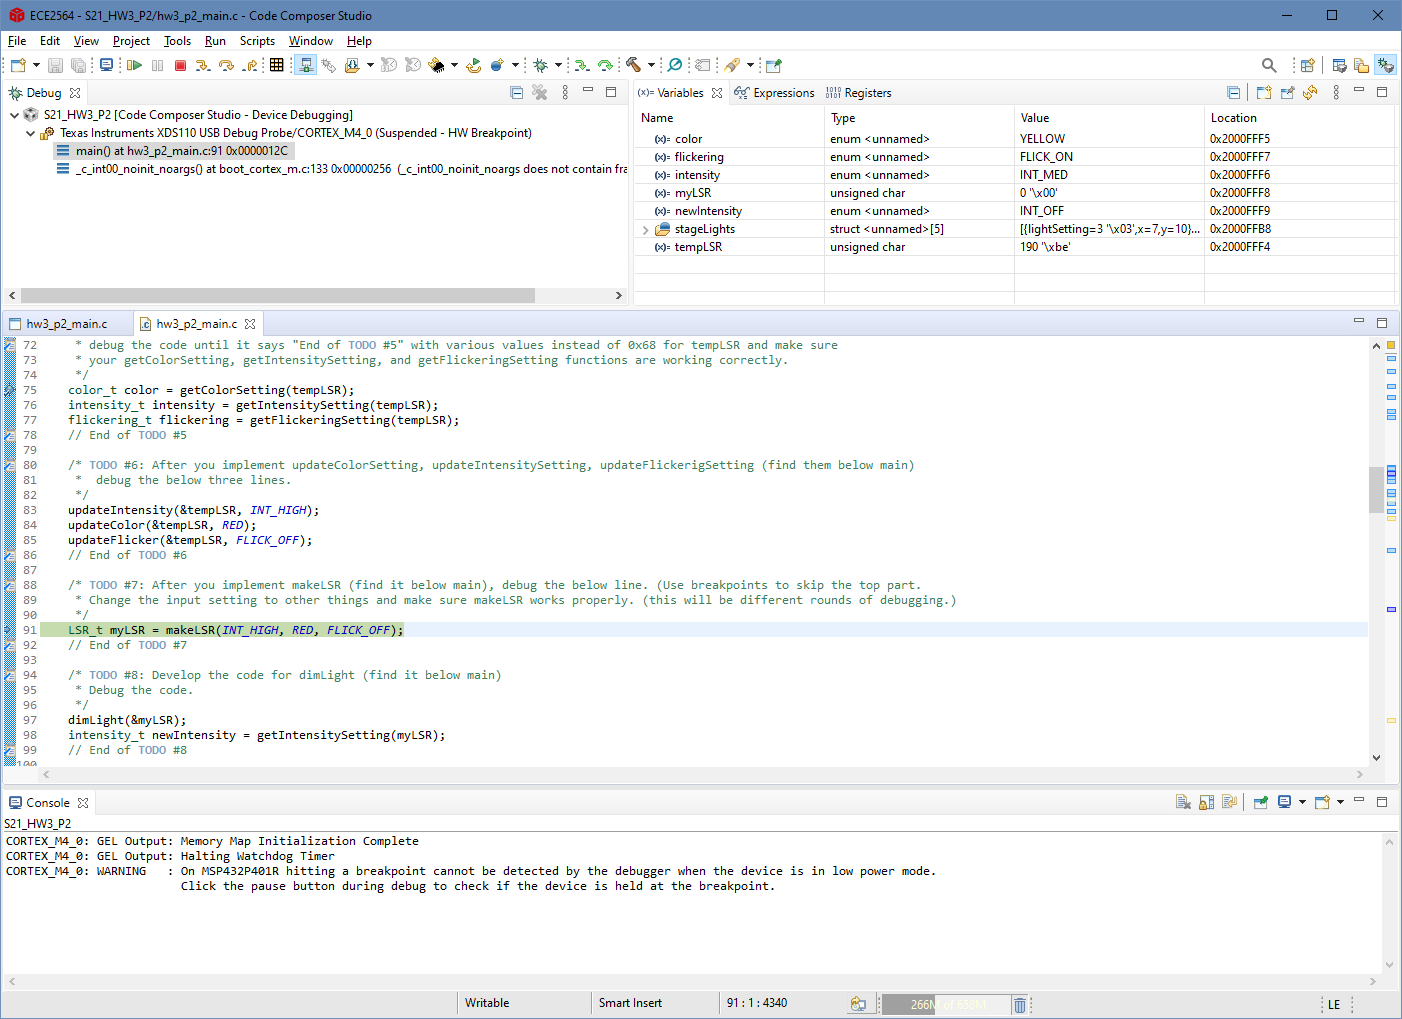 ECE2564 - S21_HW3_P2/hw3_p2_main.c - Code Composer Studio
File Edit View Project Tools Run Scripts Window Help
Debug
S21_HW3_P2 [Code Composer Studio - Device Debugging]
Texas Instruments XDS110 USB Debug Probe/CORTEX_M4_0 (Suspended - HW Breakpoint)
main() at hw3_p2_main.c:91 0x0000012C
_c_int00_noinit_noargs() at boot_cortex_m.c:133 0x00000256 (_c_int00_noinit_noargs does not contain fra
(x)= Variables Expressions 1010 0101 Registers
Name Type Value Location
(x)= color enum <unnamed> YELLOW 0x2000FFF5
(x)= flickering enum <unnamed> FLICK_ON 0x2000FFF7
(x)= intensity enum <unnamed> INT_MED 0x2000FFF6
(x)= myLSR unsigned char 0 '\x00' 0x2000FFF8
(x)= newIntensity enum <unnamed> INT_OFF 0x2000FFF9
stageLights struct <unnamed>[5] [{lightSetting=3 '\x03',x=7,y=10}... 0x2000FFB8
(x)= tempLSR unsigned char 190 '\xbe' 0x2000FFF4
hw3_p2_main.c hw3_p2_main.c
72 * debug the code until it says "End of TODO #5" with various values instead of 0x68 for tempLSR and make sure
73 * your getColorSetting, getIntensitySetting, and getFlickeringSetting functions are working correctly.
74 */
75 color_t color = getColorSetting(tempLSR);
76 intensity_t intensity = getIntensitySetting(tempLSR);
77 flickering_t flickering = getFlickeringSetting(tempLSR);
78 // End of TODO #5
79
80 /* TODO #6: After you implement updateColorSetting, updateIntensitySetting, updateFlickerigSetting (find them below main)
81 * debug the below three lines.
82 */
83 updateIntensity(&tempLSR, INT_HIGH);
84 updateColor(&tempLSR, RED);
85 updateFlicker(&tempLSR, FLICK_OFF);
86 // End of TODO #6
87
88 /* TODO #7: After you implement makeLSR (find it below main), debug the below line. (Use breakpoints to skip the top part.
89 * Change the input setting to other things and make sure makeLSR works properly. (this will be different rounds of debugging.)
90 */
91 LSR_t myLSR = makeLSR(INT_HIGH, RED, FLICK_OFF);
92 // End of TODO #7
93
94 /* TODO #8: Develop the code for dimLight (find it below main)
95 * Debug the code.
96 */
97 dimLight(&myLSR);
98 intensity_t newIntensity = getIntensitySetting(myLSR);
99 // End of TODO #8
100
Console
S21_HW3_P2
CORTEX_M4_0: GEL Output: Memory Map Initialization Complete
CORTEX_M4_0: GEL Output: Halting Watchdog Timer
CORTEX_M4_0: WARNING : On MSP432P401R hitting a breakpoint cannot be detected by the debugger when the device is in low power mode.
Click the pause button during debug to check if the device is held at the breakpoint.
Writable Smart Insert 91 : 1 : 4340 266M of 658M LE